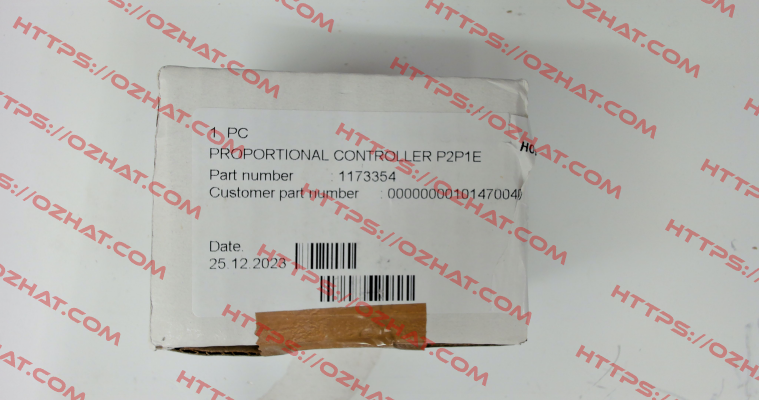 1 PC
PROPORTIONAL CONTROLLER P2P1E
Part number : 1173354
Customer part number : 00000000101470040
Date.
25.12.2023
HTTPS://OZHAT.COM